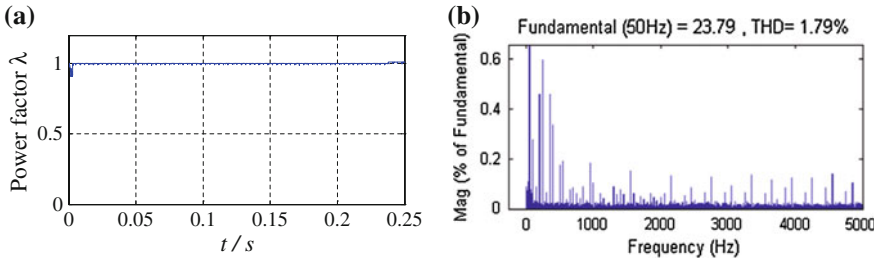 (a)
Power factor λ
1
0.5
0
0 0.05 0.1 0.15 0.2 0.25
t / s
(b)
Fundamental (50Hz) = 23.79 , THD= 1.79%
Mag (% of Fundamental)
0.6
0.4
0.2
0
0 1000 2000 3000 4000 5000
Frequency (Hz)